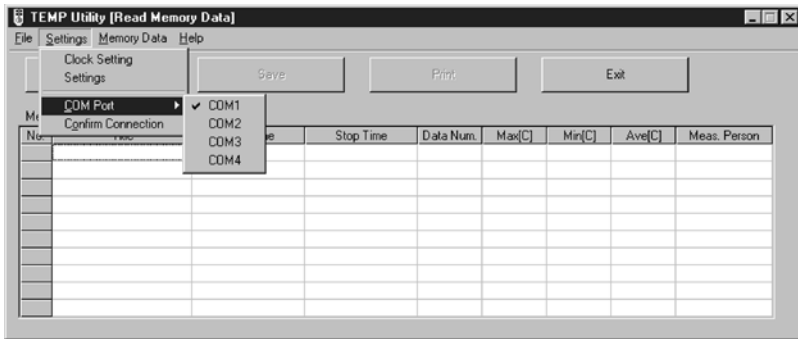 TEMP Utility [Read Memory Data]
File Settings Memory Data Help
Clock Setting
Settings
COM Port
Confirm Connection
COM1
COM2
COM3
COM4
Save Print Exit
No. Stop Time Data Num. Max[C] Min[C] Ave[C] Meas. Person